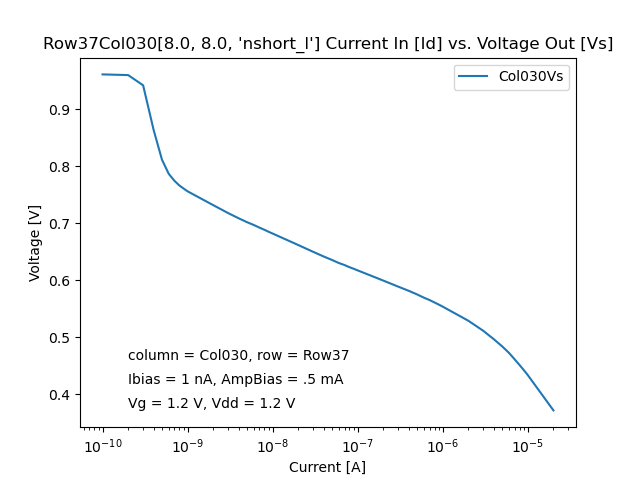 Row37Col030[8.0, 8.0, 'nshort_l'] Current In [Id] vs. Voltage Out [Vs]
Col030Vs
0.9
0.8
0.7
0.6
0.5
0.4
Voltage [V]
column = Col030, row = Row37
Ibias = 1 nA, AmpBias = .5 mA
Vg = 1.2 V, Vdd = 1.2 V
10⁻¹⁰ 10⁻⁹ 10⁻⁸ 10⁻⁷ 10⁻⁶ 10⁻⁵
Current [A]